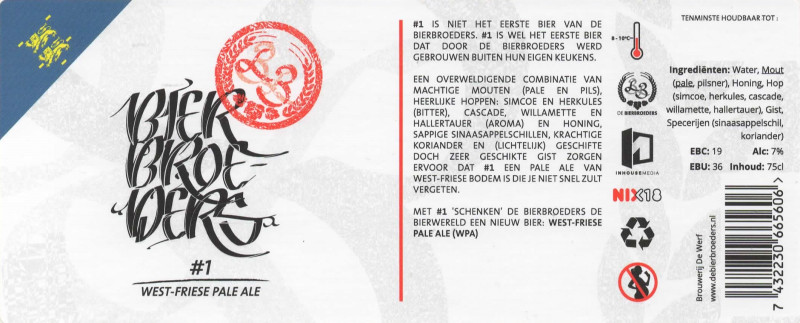 BIER
BROE-
DERS
#1
WEST-FRIESE PALE ALE
#1 IS NIET HET EERSTE BIER VAN DE
BIERBROEDERS. #1 IS WEL HET EERSTE BIER
DAT DOOR DE BIERBROEDERS WERD
GEBROUWEN BUITEN HUN EIGEN KEUKENS.
EEN OVERWELDIGENDE COMBINATIE VAN
MACHTIGE MOUTEN (PALE EN PILS),
HEERLIJKE HOPPEN: SIMCOE EN HERKULES
(BITTER), CASCADE, WILLAMETTE EN
HALLERTAUER (AROMA) EN HONING,
SAPPIGE SINAASAPPELSCHILLEN, KRACHTIGE
KORIANDER EN (LICHTELIJK) GESCHIFTE
DOCH ZEER GESCHIKTE GIST ZORGEN
ERVOOR DAT #1 EEN PALE ALE VAN
WEST-FRIESE BODEM IS DIE JE NIET SNEL ZULT
VERGETEN.
MET #1 'SCHENKEN' DE BIERBROEDERS DE
BIERWERELD EEN NIEUW BIER: WEST-FRIESE
PALE ALE (WPA)
8 - 10°C
DE BIERBROEDERS
INHOUSEMEDIA
NIX18
TENMINSTE HOUDBAAR TOT :
Ingrediënten: Water, Mout
(pale, pilsner), Honing, Hop
(simcoe, herkules, cascade,
willamette, hallertauer), Gist,
Specerijen (sinaasappelschil,
koriander)
EBC: 19 Alc: 7%
EBU: 36 Inhoud: 75cl
Brouwerij De Werf
www.debierbroeders.nl
7 432230 665606 >